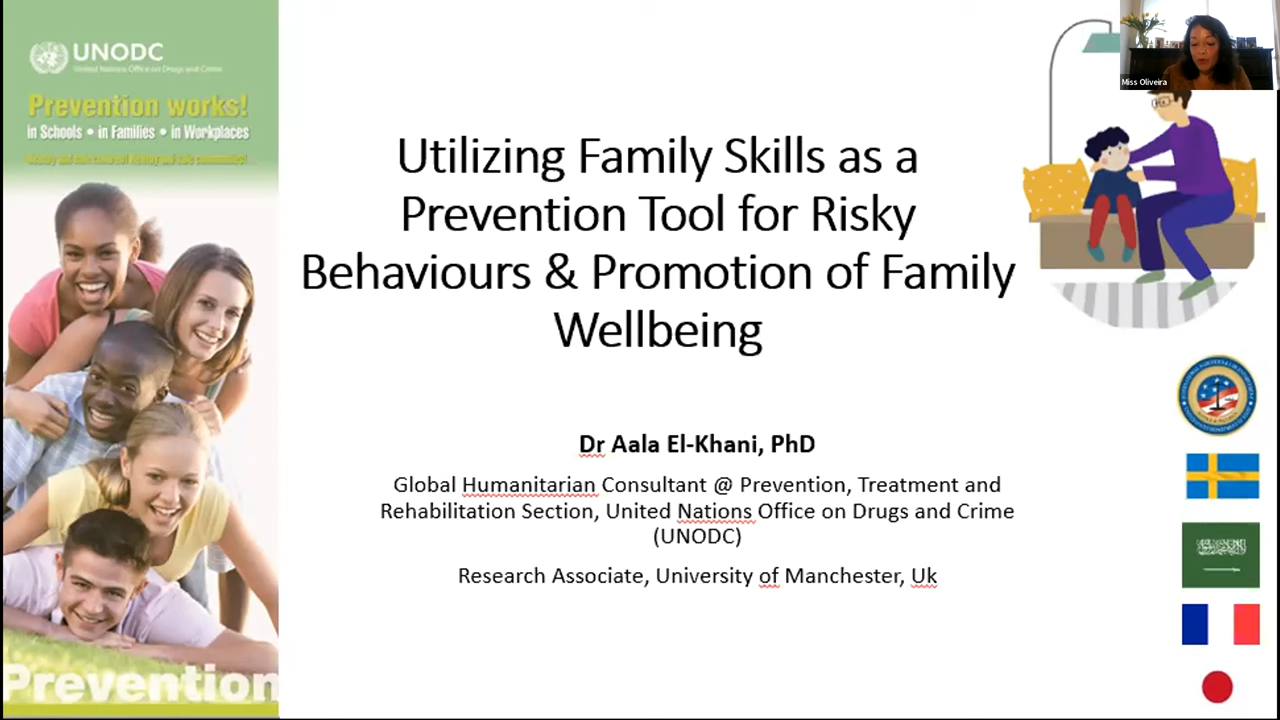 UNODC
United Nations Office on Drugs and Crime
Prevention works!
in Schools • in Families • in Workplaces
Utilizing Family Skills as a
Prevention Tool for Risky
Behaviours & Promotion of Family
Wellbeing
Dr Aala El-Khani, PhD
Global Humanitarian Consultant @ Prevention, Treatment and
Rehabilitation Section, United Nations Office on Drugs and Crime
(UNODC)
Research Associate, University of Manchester, Uk
Prevention
Miss Oliveira